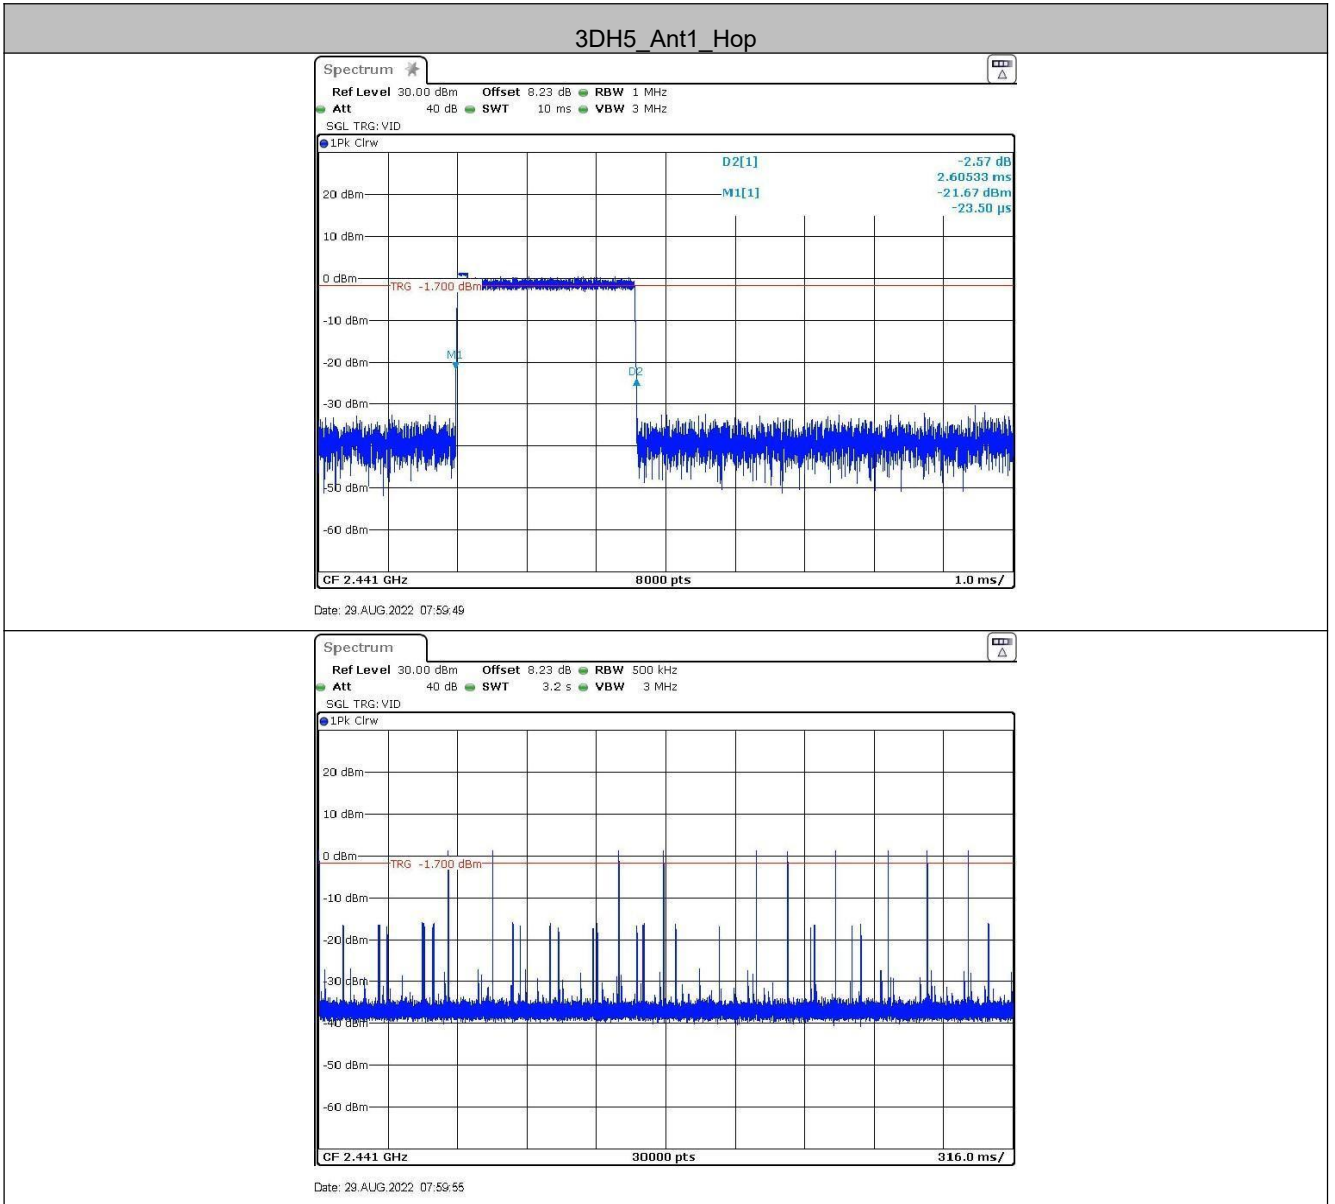 3DH5_Ant1_Hop
Spectrum
Ref Level 30.00 dBm Offset 8.23 dB RBW 1 MHz
Att 40 dB SWT 10 ms VBW 3 MHz
SGL TRG: VID
1Pk Clrw
D2[1] -2.57 dB
2.60533 ms
M1[1] -21.67 dBm
-23.50 µs
20 dBm
10 dBm
0 dBm
TRG -1.700 dBm
-10 dBm
M1
-20 dBm
D2
-30 dBm
-50 dBm
-60 dBm
CF 2.441 GHz 8000 pts 1.0 ms/
Date: 29.AUG.2022 07:59:49
Spectrum
Ref Level 30.00 dBm Offset 8.23 dB RBW 500 kHz
Att 40 dB SWT 3.2 s VBW 3 MHz
SGL TRG: VID
1Pk Clrw
20 dBm
10 dBm
0 dBm
TRG -1.700 dBm
-10 dBm
-20 dBm
-30 dBm
-40 dBm
-50 dBm
-60 dBm
CF 2.441 GHz 30000 pts 316.0 ms/
Date: 29.AUG.2022 07:59:55